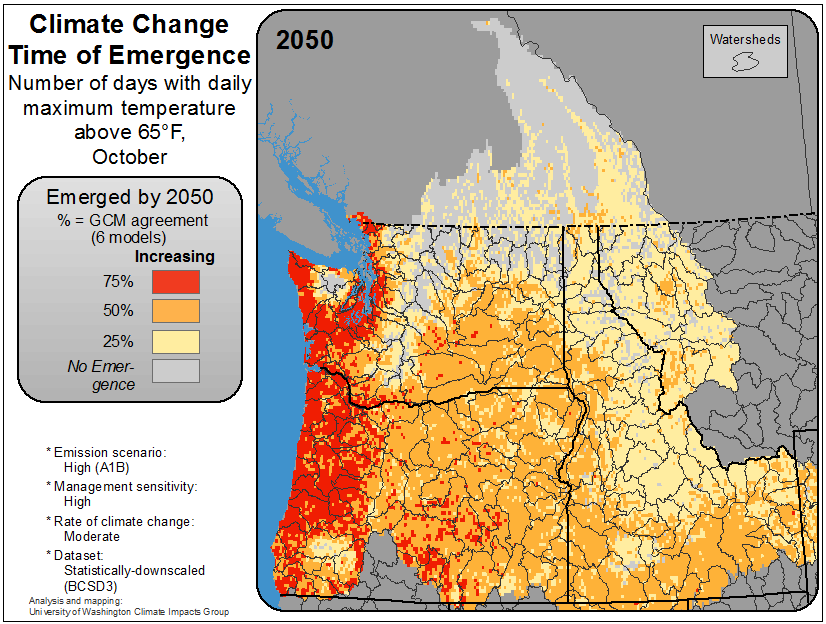 Climate Change
Time of Emergence
Number of days with daily
maximum temperature
above 65°F,
October
Emerged by 2050
% = GCM agreement
(6 models)
Increasing
75%
50%
25%
No Emer-
gence
* Emission scenario:
High (A1B)
* Management sensitivity:
High
* Rate of climate change:
Moderate
* Dataset:
Statistically-downscaled
(BCSD3)
Analysis and mapping:
University of Washington Climate Impacts Group
2050
Watersheds